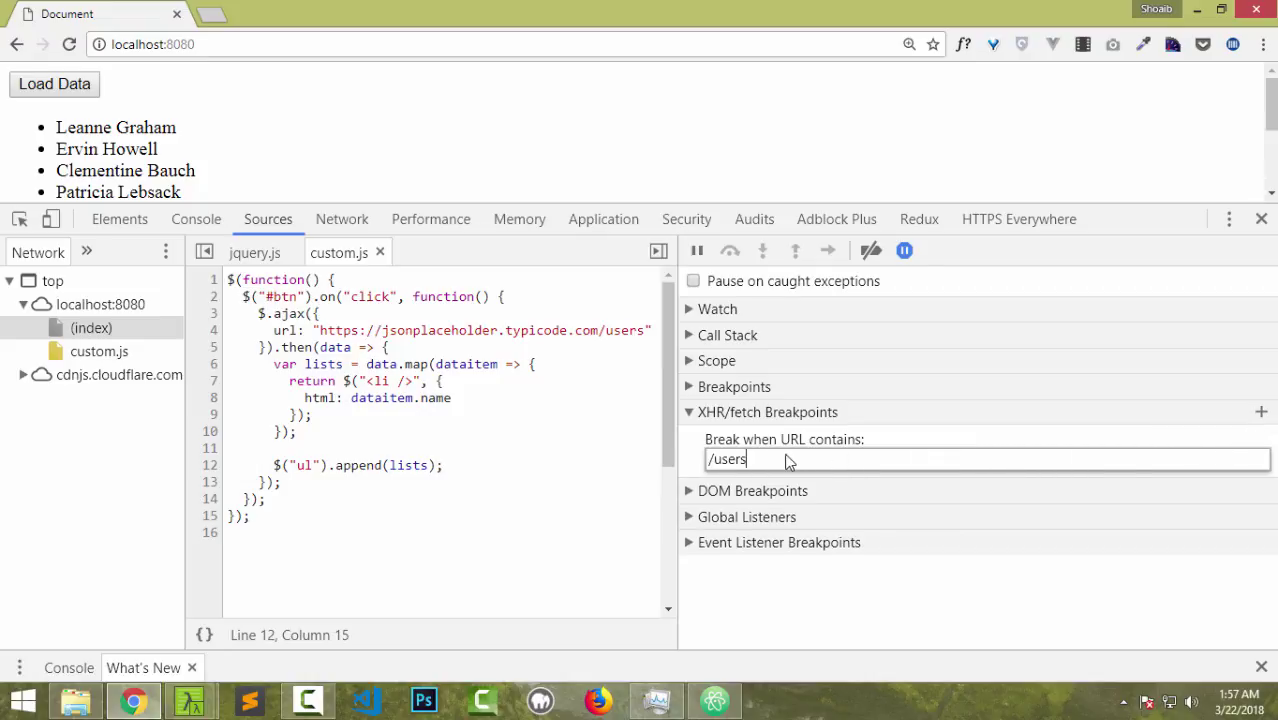 Document
Shoaib
localhost:8080
f?
Load Data
Leanne Graham
Ervin Howell
Clementine Bauch
Patricia Lebsack
Elements Console Sources Network Performance Memory Application Security Audits Adblock Plus Redux HTTPS Everywhere
Network
top
localhost:8080
(index)
custom.js
cdnjs.cloudflare.com
jquery.js custom.js
1 $(function() {
2 $("#btn").on("click", function() {
3 $.ajax({
4 url: "https://jsonplaceholder.typicode.com/users"
5 }).then(data => {
6 var lists = data.map(dataitem => {
7 return $("<li />", {
8 html: dataitem.name
9 });
10 });
11
12 $("ul").append(lists);
13 });
14 });
15 });
16
{} Line 12, Column 15
Pause on caught exceptions
Watch
Call Stack
Scope
Breakpoints
XHR/fetch Breakpoints
Break when URL contains:
/users
DOM Breakpoints
Global Listeners
Event Listener Breakpoints
Console What's New
Ps
1:57 AM
3/22/2018